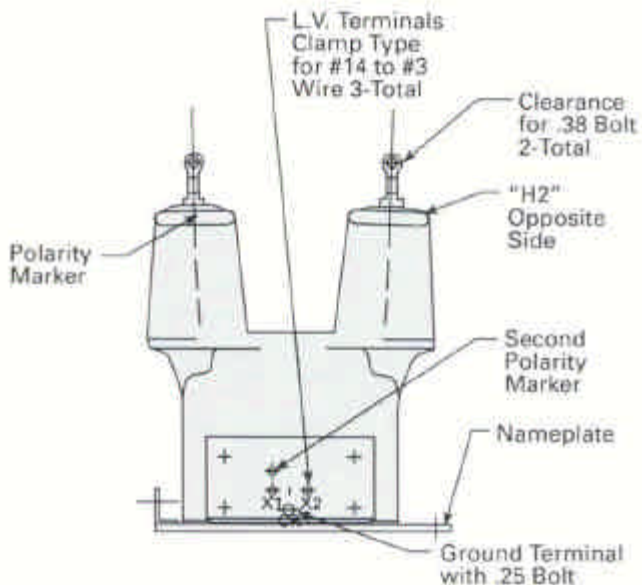 L.V. Terminals
Clamp Type
for #14 to #3
Wire 3-Total
Clearance
for .38 Bolt
2-Total
"H2"
Opposite
Side
Polarity
Marker
Second
Polarity
Marker
Nameplate
X1 X2
Ground Terminal
with .25 Bolt